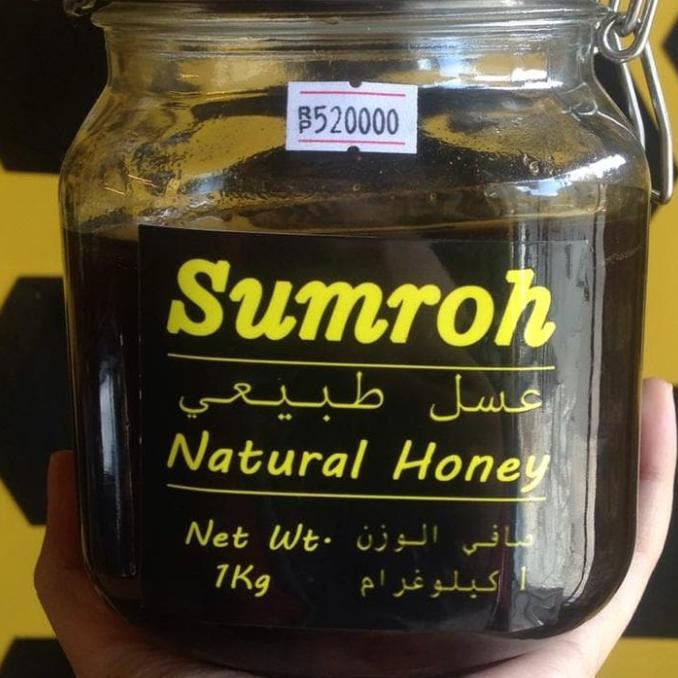 RP520000
Sumroh
عسل طبيعي
Natural Honey
Net Wt. صافي الوزن
1Kg ١ كيلوغرام